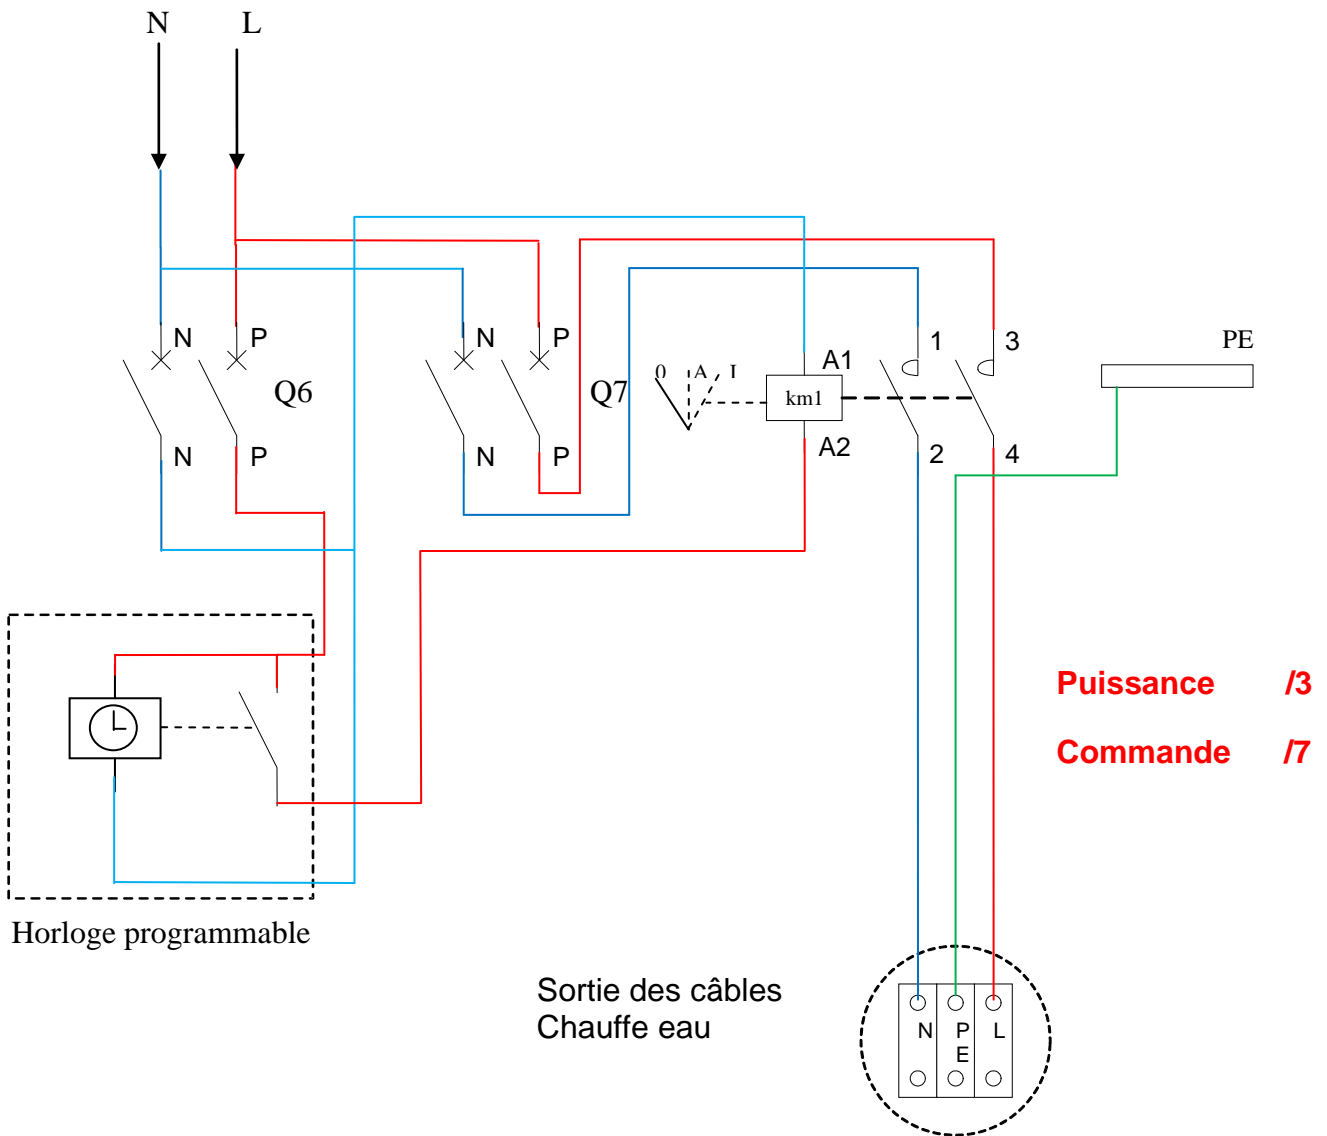 N L
N P
Q6
N P
N P
Q7
N P
0 A I
A1
km1
A2
1 3
2 4
PE
Puissance /3
Commande /7
Horloge programmable
Sortie des câbles
Chauffe eau
N P L
E